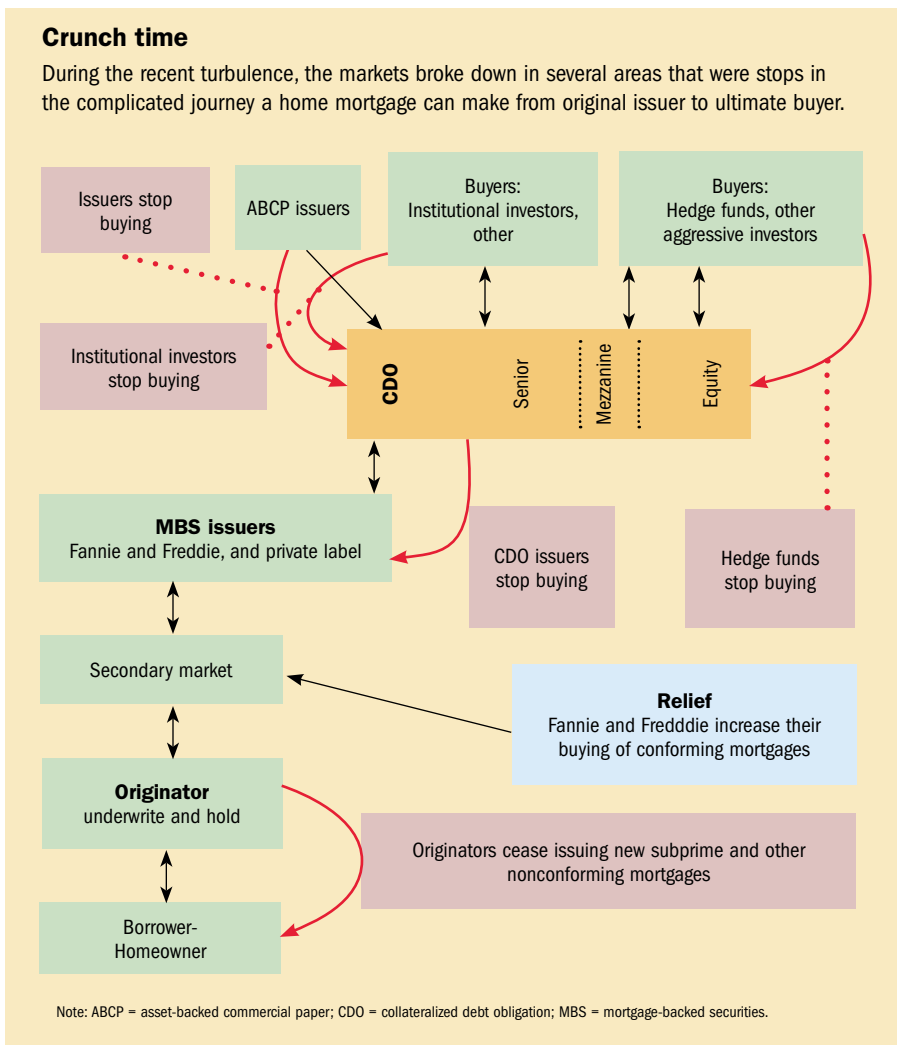 Crunch time
During the recent turbulence, the markets broke down in several areas that were stops in
the complicated journey a home mortgage can make from original issuer to ultimate buyer.
Issuers stop
buying
ABCP issuers
Buyers:
Institutional investors,
other
Buyers:
Hedge funds, other
aggressive investors
Institutional investors
stop buying
CDO
Senior
Mezzanine
Equity
MBS issuers
Fannie and Freddie, and private label
CDO issuers
stop buying
Hedge funds
stop buying
Secondary market
Relief
Fannie and Fredddie increase their
buying of conforming mortgages
Originator
underwrite and hold
Originators cease issuing new subprime and other
nonconforming mortgages
Borrower-
Homeowner
Note: ABCP = asset-backed commercial paper; CDO = collateralized debt obligation; MBS = mortgage-backed securities.